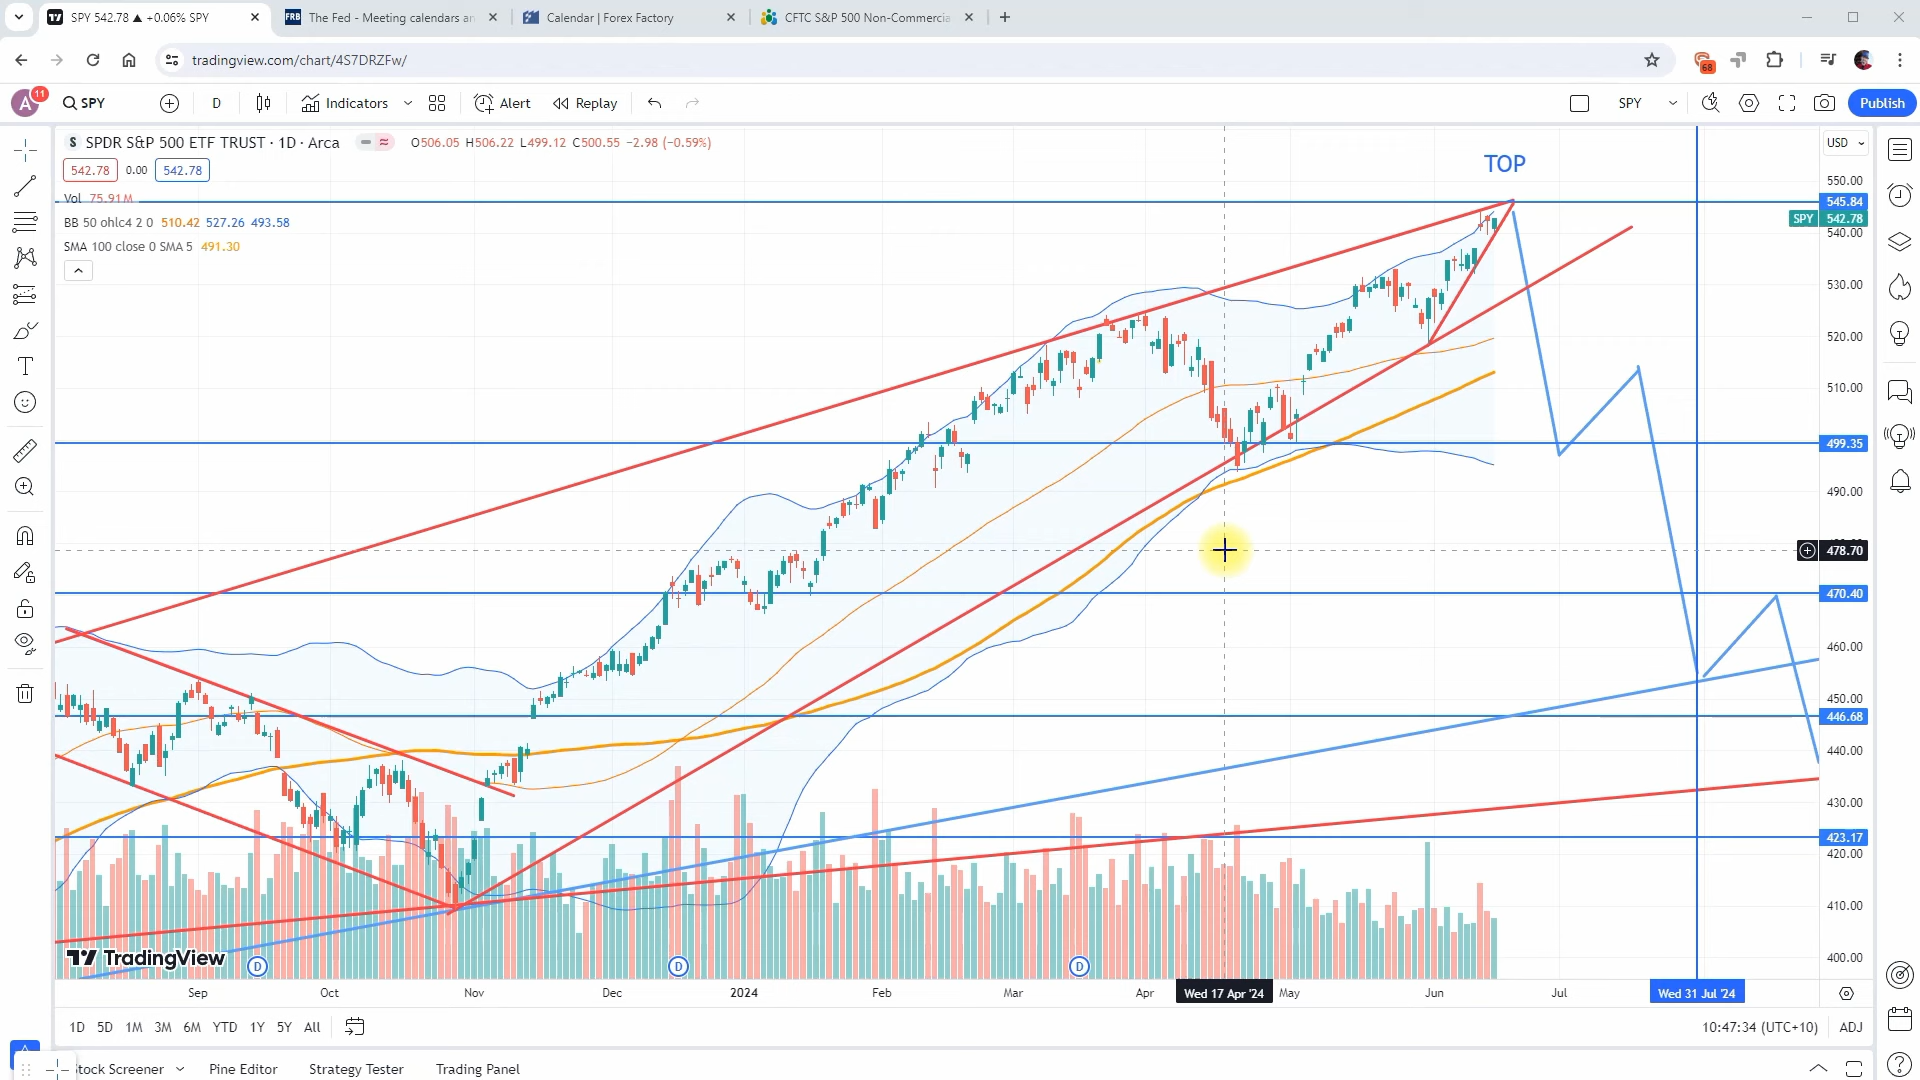 SPY 542.78 ▲ +0.06% SPY
FRB The Fed - Meeting calendars an
Calendar | Forex Factory
CFTC S&P 500 Non-Commercia
tradingview.com/chart/4S7DRZFw/
68
A 11 SPY D Indicators Alert Replay SPY Publish
S SPDR S&P 500 ETF TRUST · 1D · Arca O506.05 H506.22 L499.12 C500.55 −2.98 (−0.59%)
USD
542.78 0.00 542.78
TOP
Vol 75.91M
BB 50 ohlc4 2 0 510.42 527.26 493.58
SMA 100 close 0 SMA 5 491.30
550.00
545.84
SPY 542.78
540.00
530.00
520.00
510.00
499.35
490.00
478.70
470.40
460.00
450.00
446.68
440.00
430.00
423.17
420.00
410.00
400.00
TradingView
D D D
Sep Oct Nov Dec 2024 Feb Mar Apr Wed 17 Apr '24 May Jun Jul Wed 31 Jul '24
1D 5D 1M 3M 6M YTD 1Y 5Y All 10:47:34 (UTC+10) ADJ
tock Screener Pine Editor Strategy Tester Trading Panel